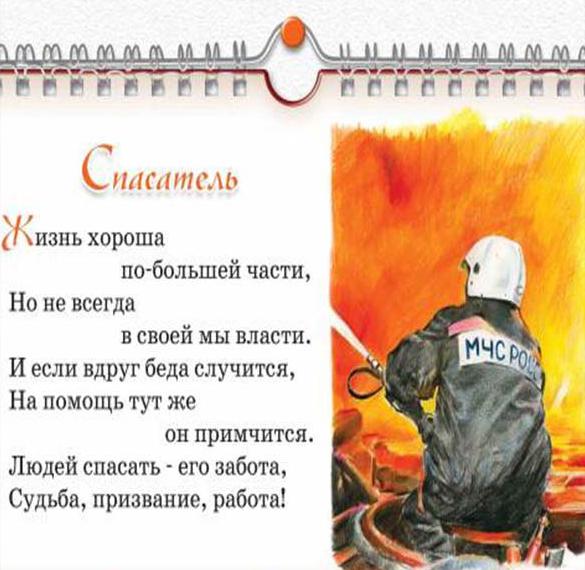 Спасатель
Жизнь хороша
по-большей части,
Но не всегда
в своей мы власти.
И если вдруг беда случится,
На помощь тут же
он примчится.
Людей спасать - его забота,
Судьба, призвание, работа!
МЧС РОСС